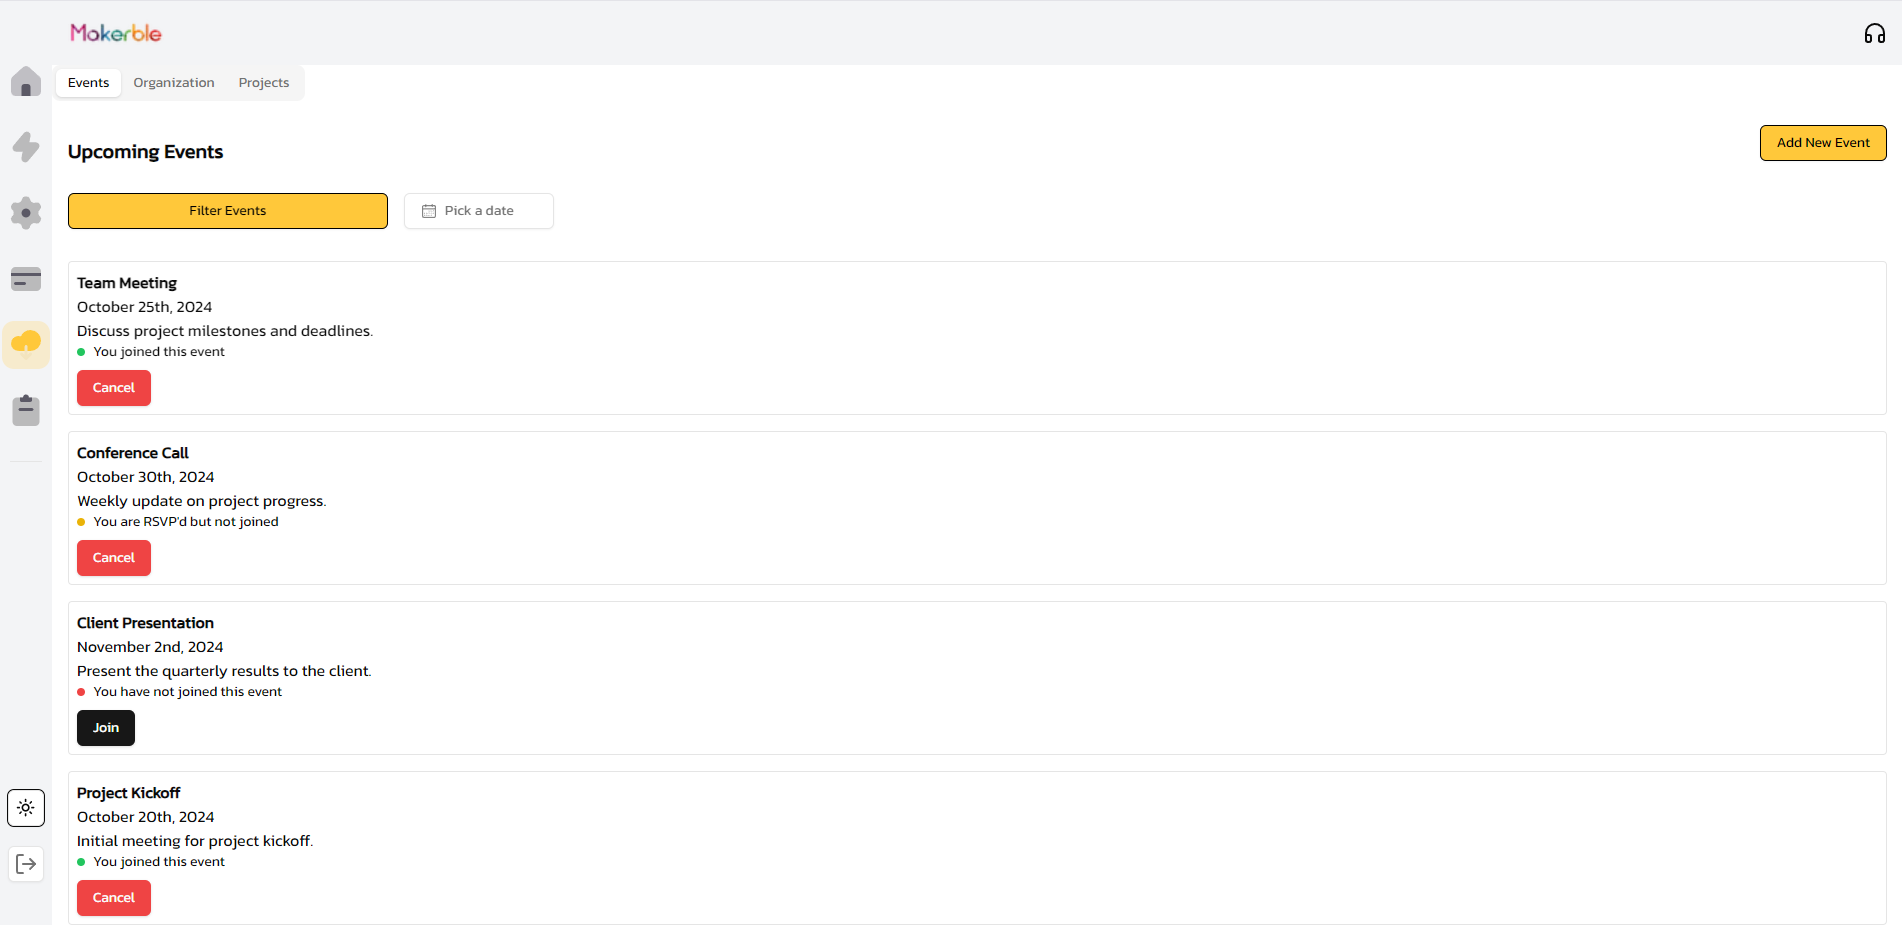 Makerble
Events Organization Projects
Upcoming Events
Add New Event
Filter Events
Pick a date
Team Meeting
October 25th, 2024
Discuss project milestones and deadlines.
You joined this event
Cancel
Conference Call
October 30th, 2024
Weekly update on project progress.
You are RSVP'd but not joined
Cancel
Client Presentation
November 2nd, 2024
Present the quarterly results to the client.
You have not joined this event
Join
Project Kickoff
October 20th, 2024
Initial meeting for project kickoff.
You joined this event
Cancel